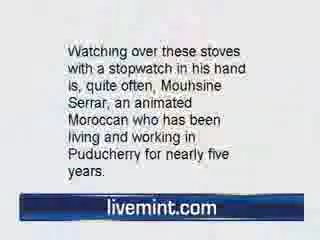 Watching over these stoves
with a stopwatch in his hand
is, quite often, Mouhsine
Serrar, an animated
Moroccan who has been
living and working in
Puducherry for nearly five
years.
livemint.com